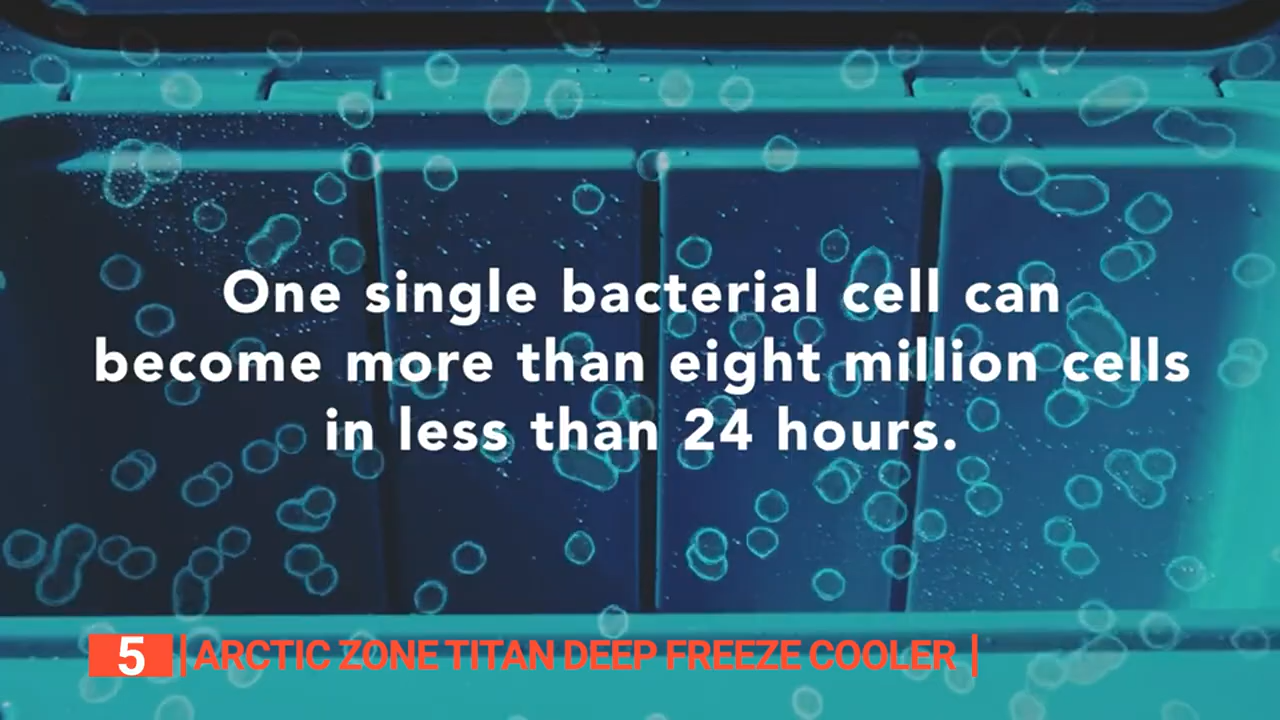 One single bacterial cell can
become more than eight million cells
in less than 24 hours.
5 | ARCTIC ZONE TITAN DEEP FREEZE COOLER |